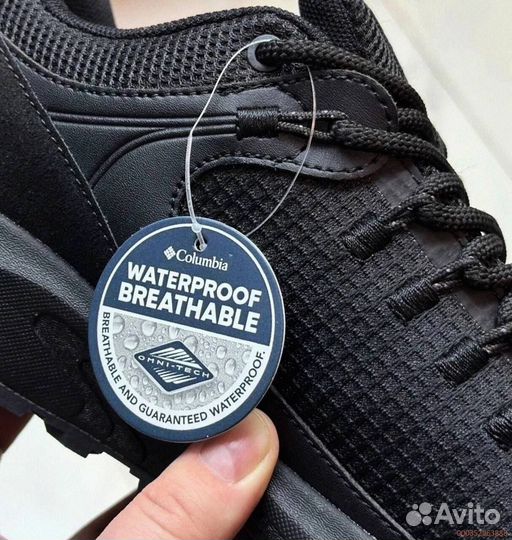 Columbia
WATERPROOF
BREATHABLE
OMNI-TECH
BREATHABLE AND GUARANTEED WATERPROOF.
Avito